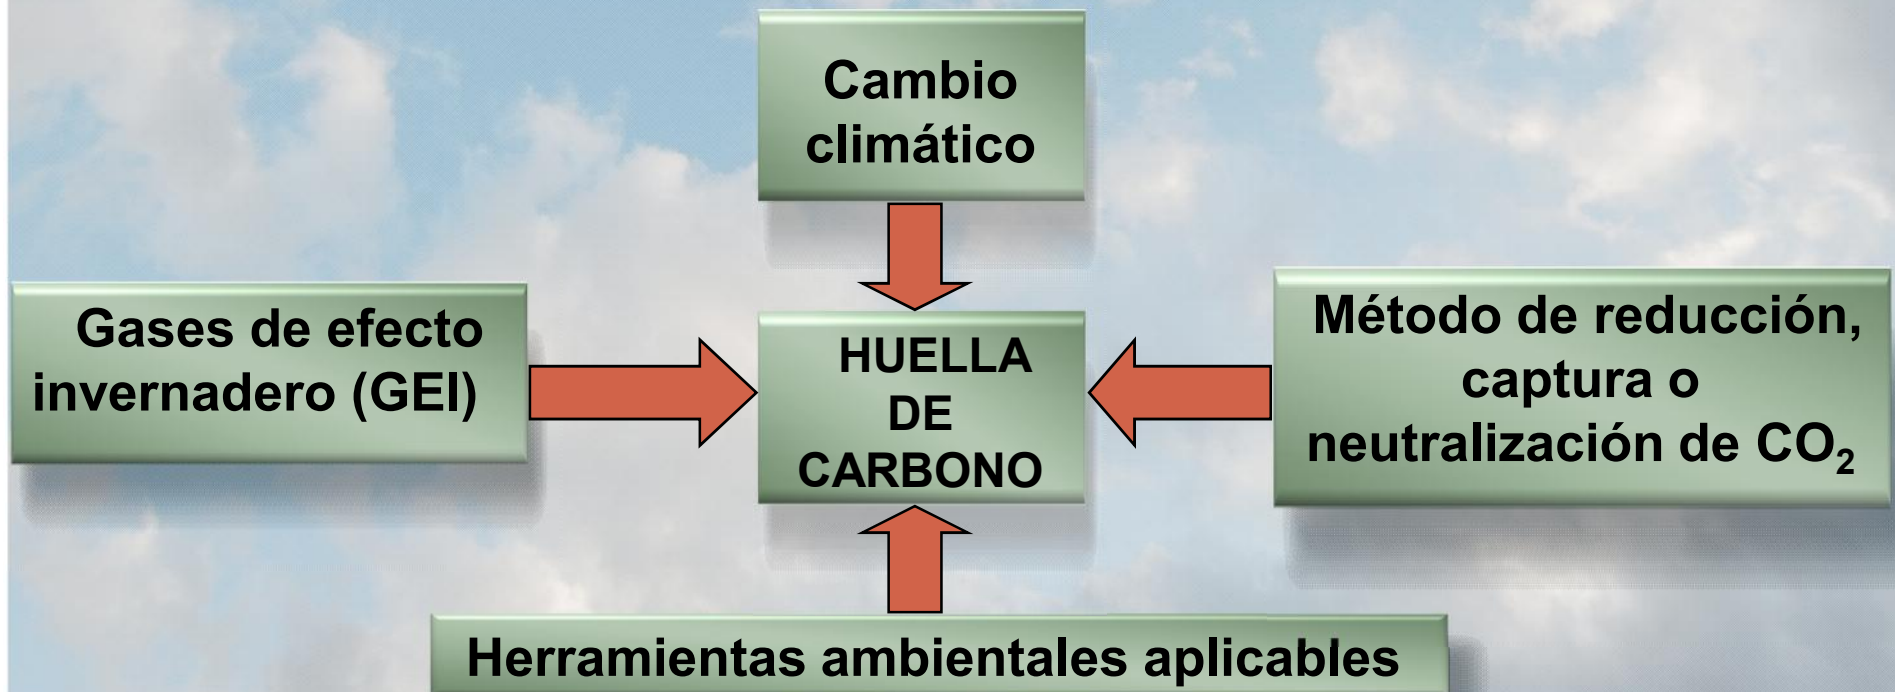 Cambio
climático
Gases de efecto
invernadero (GEI)
HUELLA
DE
CARBONO
Método de reducción,
captura o
neutralización de CO₂
Herramientas ambientales aplicables